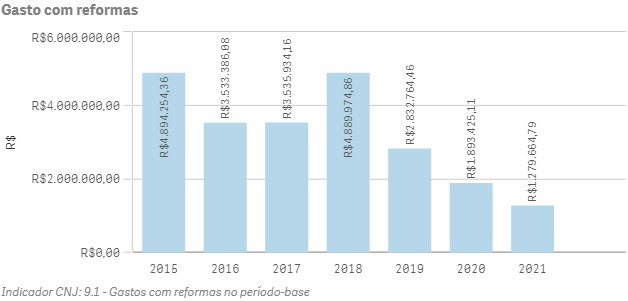 Gasto com reformas
R$6.000.000,00
R$4.000.000,00
R$2.000.000,00
R$0,00
R$
R$4.894.254,36
R$3.533.386,08
R$3.535.934,16
R$4.889.974,86
R$2.832.764,46
R$1.893.425,11
R$1.279.664,79
2015 2016 2017 2018 2019 2020 2021
Indicador CNJ: 9.1 - Gastos com reformas no período-base